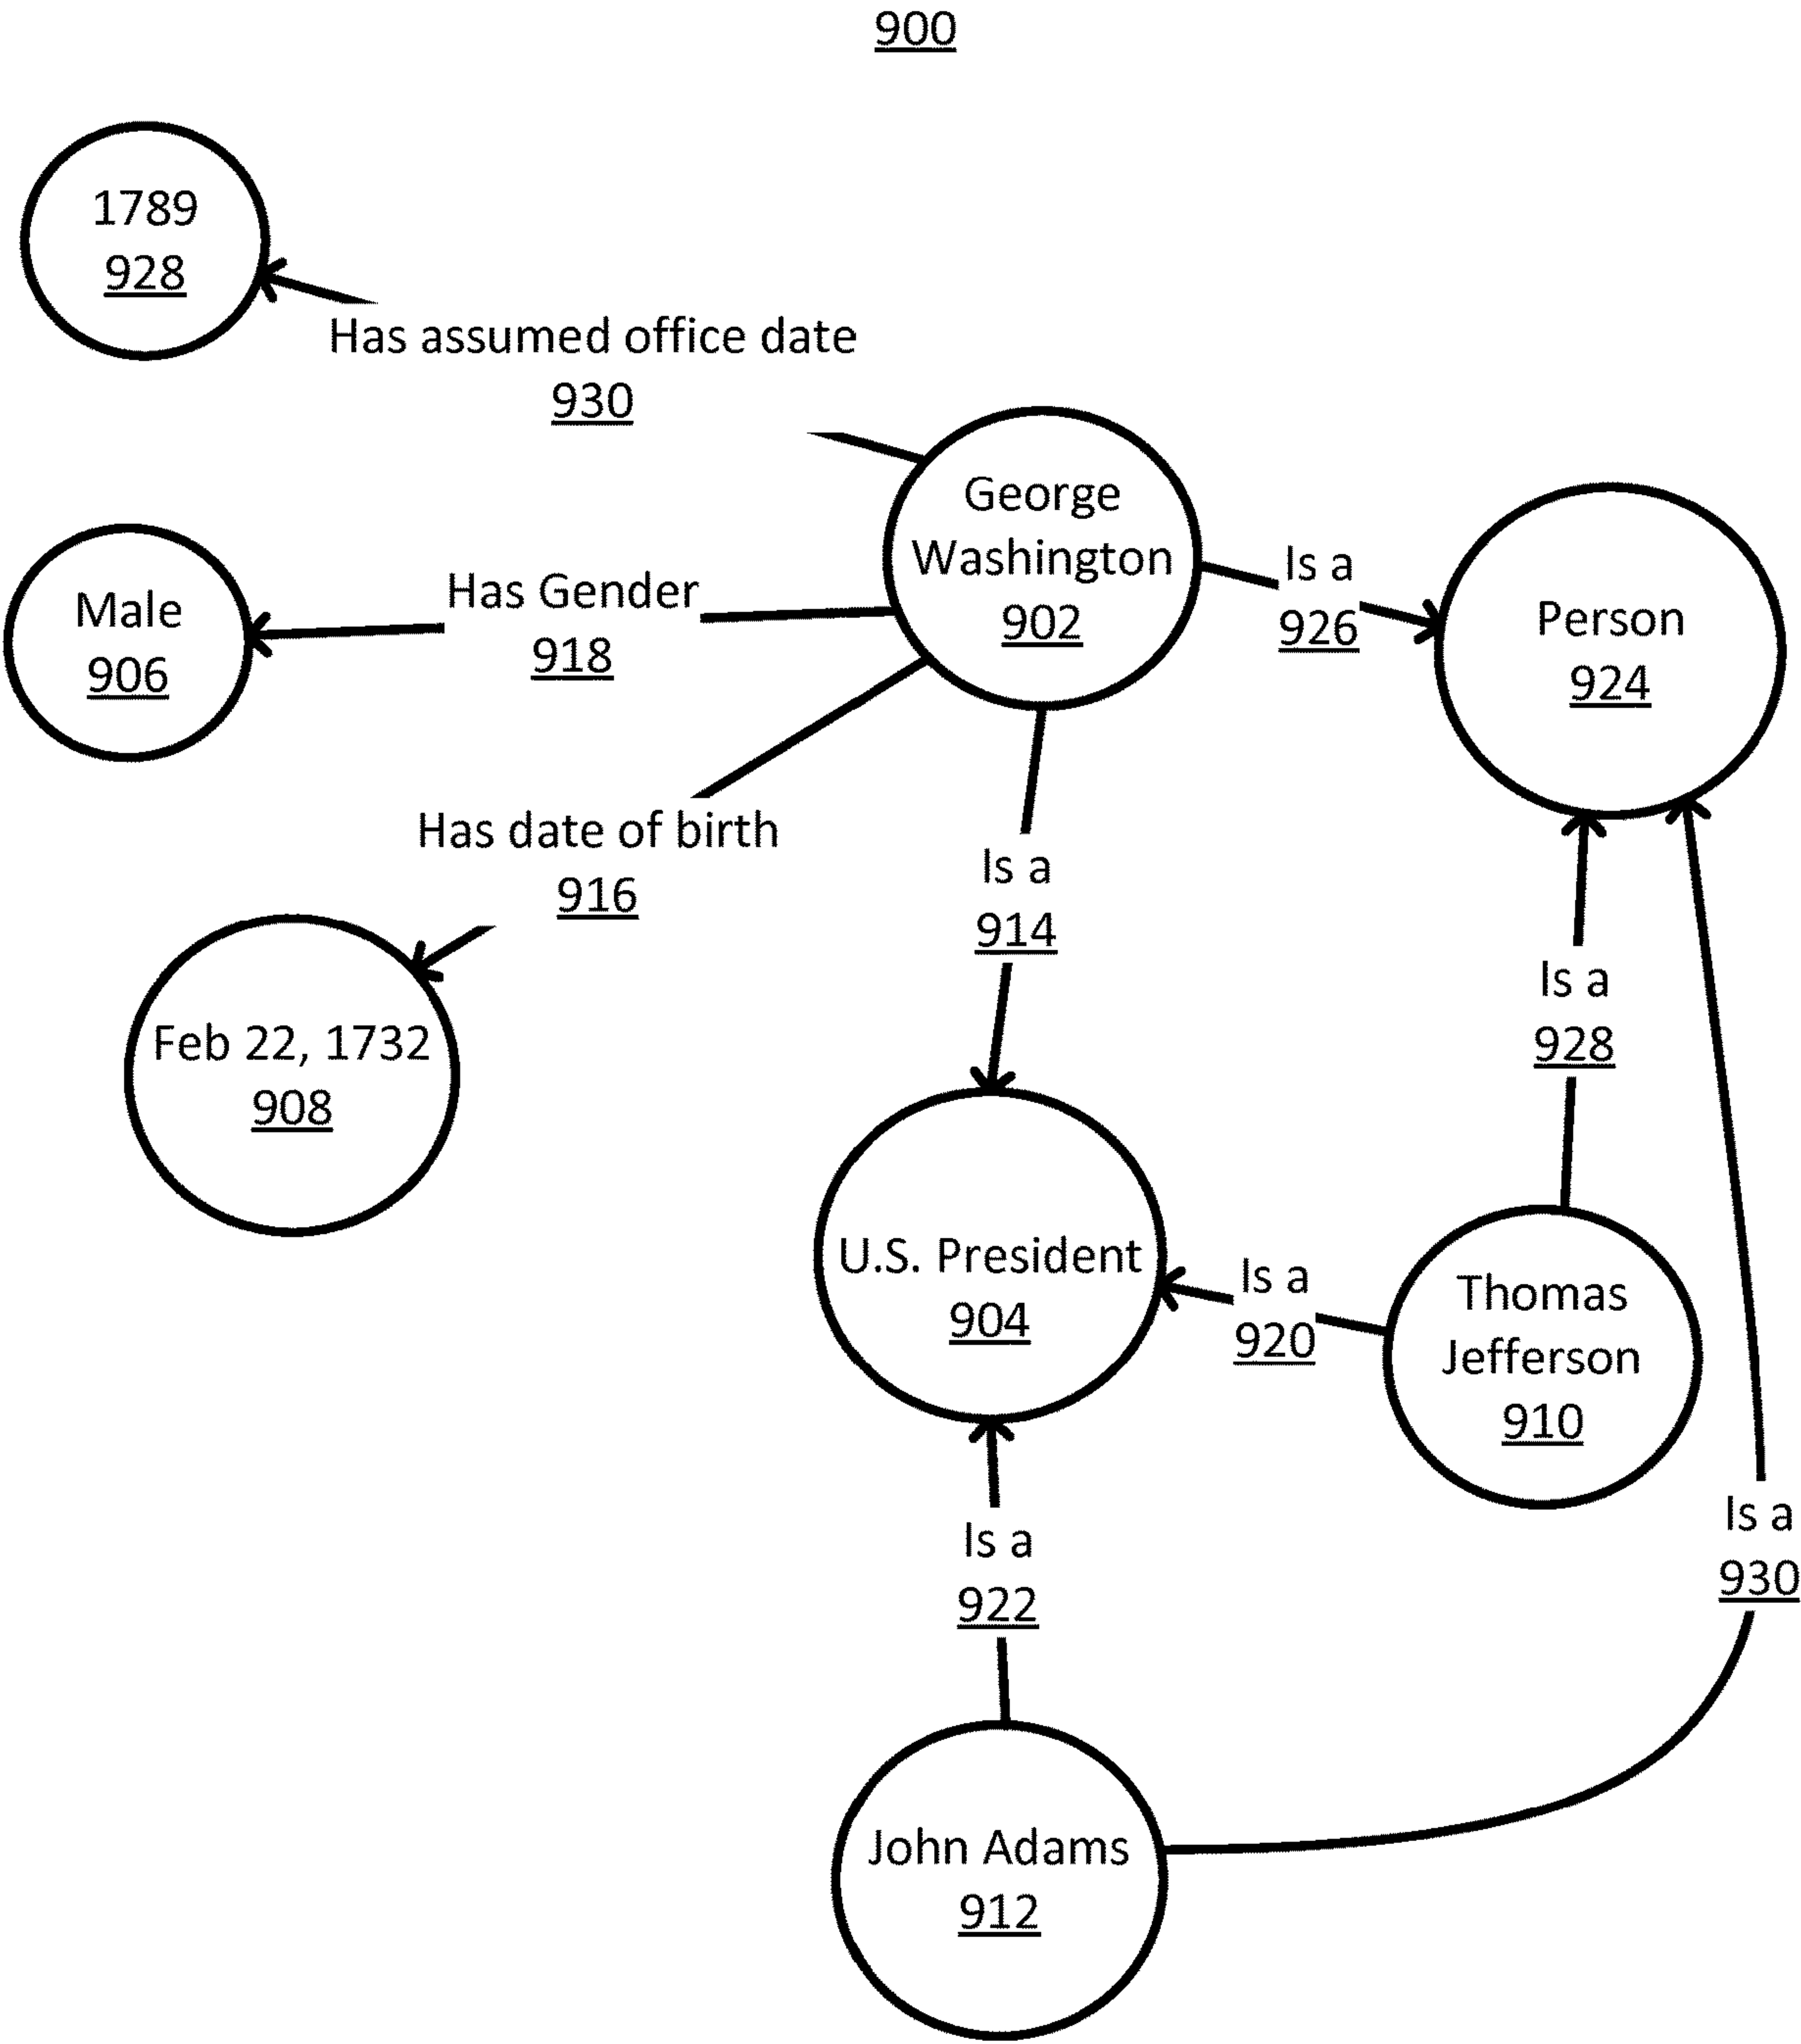 900
1789
928
Has assumed office date
930
George
Washington
902
Is a
926
Person
924
Male
906
Has Gender
918
Has date of birth
916
Is a
914
Feb 22, 1732
908
Is a
928
U.S. President
904
Is a
920
Thomas
Jefferson
910
Is a
922
Is a
930
John Adams
912